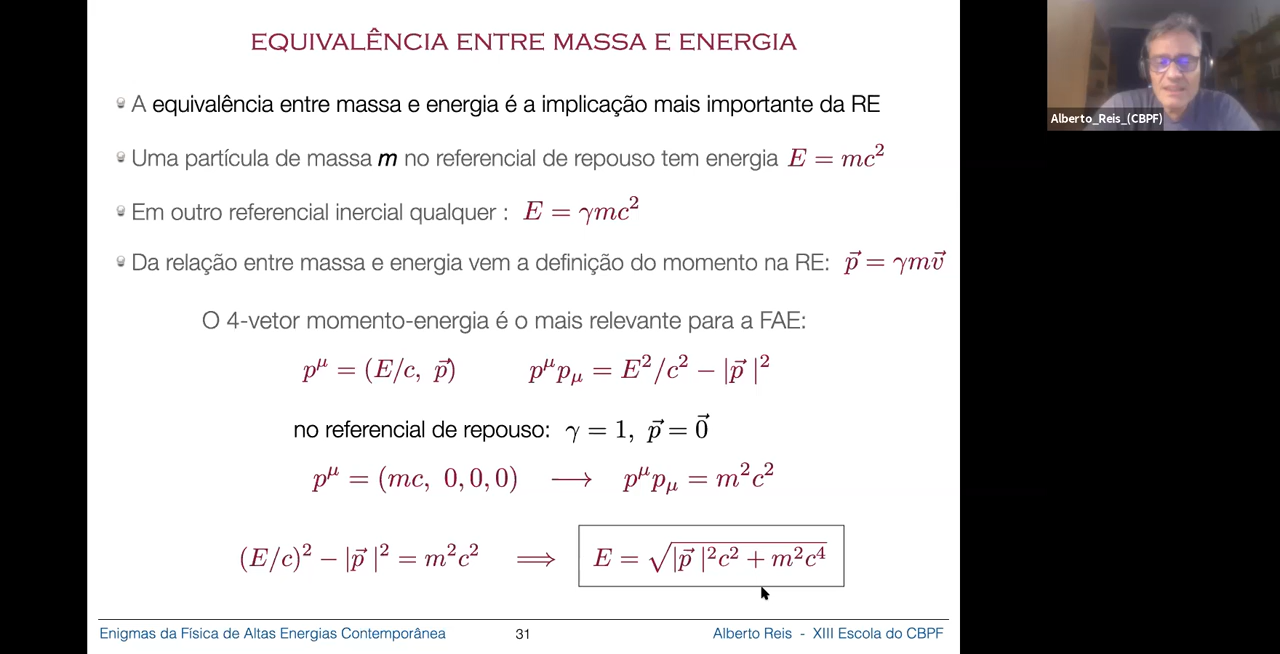 EQUIVALÊNCIA ENTRE MASSA E ENERGIA
A equivalência entre massa e energia é a implicação mais importante da RE
Uma partícula de massa m no referencial de repouso tem energia E = mc²
Em outro referencial inercial qualquer : E = γmc²
Da relação entre massa e energia vem a definição do momento na RE: p⃗ = γmv⃗
O 4-vetor momento-energia é o mais relevante para a FAE:
p^μ = (E/c, p⃗) p^μ p_μ = E²/c² − |p⃗ |²
no referencial de repouso: γ = 1, p⃗ = 0⃗
p^μ = (mc, 0, 0, 0) ⟶ p^μ p_μ = m²c²
(E/c)² − |p⃗ |² = m²c² ⟹ E = √(|p⃗ |²c² + m²c⁴)
Enigmas da Física de Altas Energias Contemporânea 31 Alberto Reis - XIII Escola do CBPF
Alberto_Reis_(CBPF)